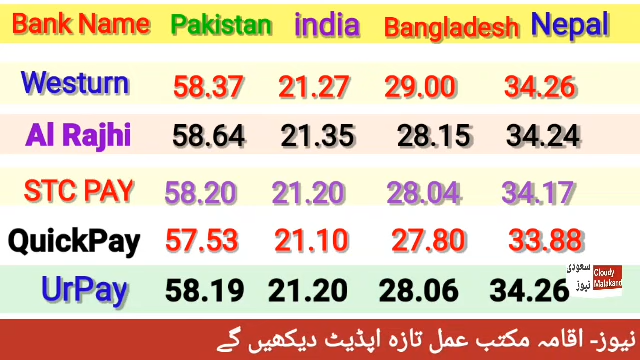 Bank Name Pakistan india Bangladesh Nepal
Westurn 58.37 21.27 29.00 34.26
Al Rajhi 58.64 21.35 28.15 34.24
STC PAY 58.20 21.20 28.04 34.17
QuickPay 57.53 21.10 27.80 33.88
UrPay 58.19 21.20 28.06 34.26
سعودی نیوز
Cloudy Malakand
نیوز- اقامہ مکتب عمل تازہ اپڈیٹ دیکھیں گے